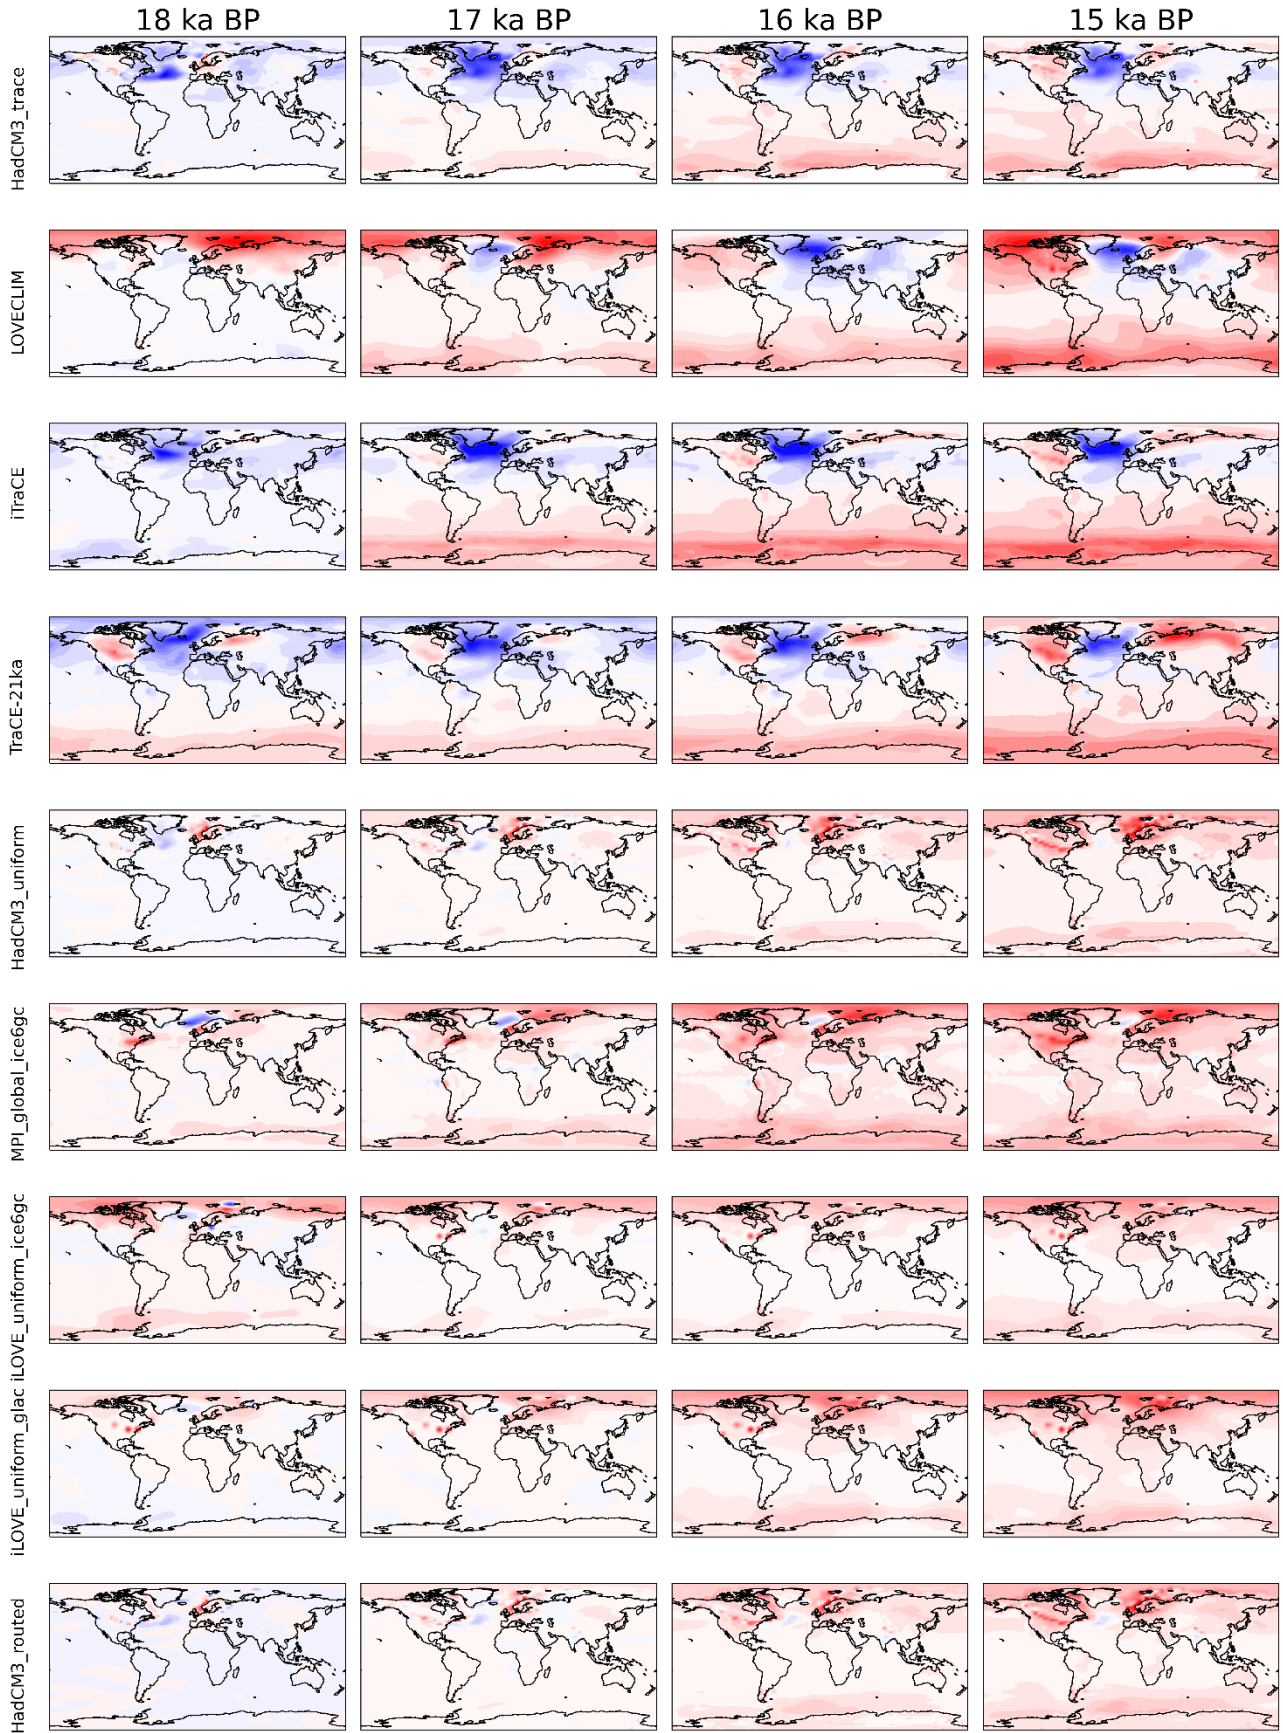 18 ka BP
17 ka BP
16 ka BP
15 ka BP
HadCM3_trace
LOVECLIM
iTraCE
TraCE-21ka
HadCM3_uniform
MPI_global_ice6gc
iLOVE_uniform_ice6gc
iLOVE_uniform_glac
HadCM3_routed